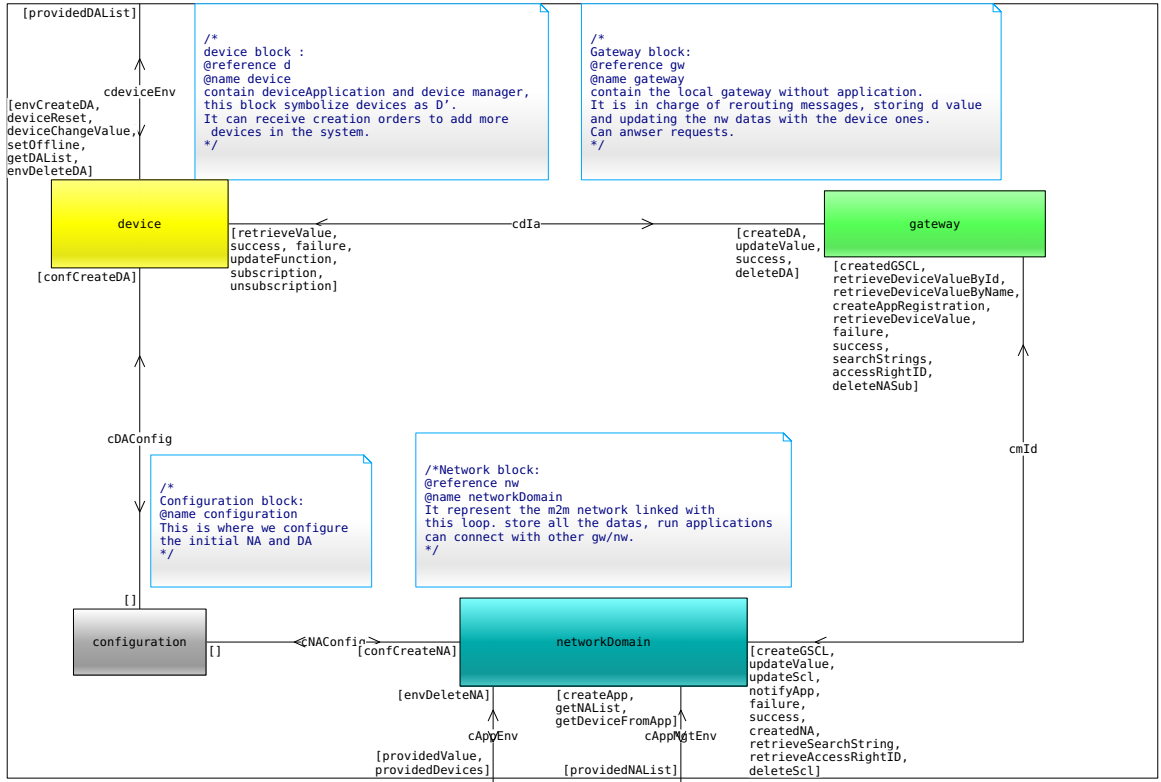 [providedDAList]
cdeviceEnv
[envCreateDA,
deviceReset,
deviceChangeValue,
setOffline,
getDAList,
envDeleteDA]
/*
device block :
@reference d
@name device
contain deviceApplication and device manager,
this block symbolize devices as D’.
It can receive creation orders to add more
devices in the system.
*/
/*
Gateway block:
@reference gw
@name gateway
contain the local gateway without application.
It is in charge of rerouting messages, storing d value
and updating the nw datas with the device ones.
Can anwser requests.
*/
device
cdIa
gateway
[retrieveValue,
success, failure,
updateFunction,
subscription,
unsubscription]
[createDA,
updateValue,
success,
deleteDA]
[confCreateDA]
[createdGSCL,
retrieveDeviceValueById,
retrieveDeviceValueByName,
createAppRegistration,
retrieveDeviceValue,
failure,
success,
searchStrings,
accessRightID,
deleteNASub]
cDAConfig
cmId
/*
Configuration block:
@name configuration
This is where we configure
the initial NA and DA
*/
/*Network block:
@reference nw
@name networkDomain
It represent the m2m network linked with
this loop. store all the datas, run applications
can connect with other gw/nw.
*/
[]
configuration
[]
cNAConfig
[confCreateNA]
networkDomain
[createGSCL,
updateValue,
updateScl,
notifyApp,
failure,
success,
createdNA,
retrieveSearchString,
retrieveAccessRightID,
deleteScl]
[envDeleteNA]
[createApp,
getNAList,
getDeviceFromApp]
cAppEnv
cAppMgtEnv
[providedValue,
providedDevices]
[providedNAList]